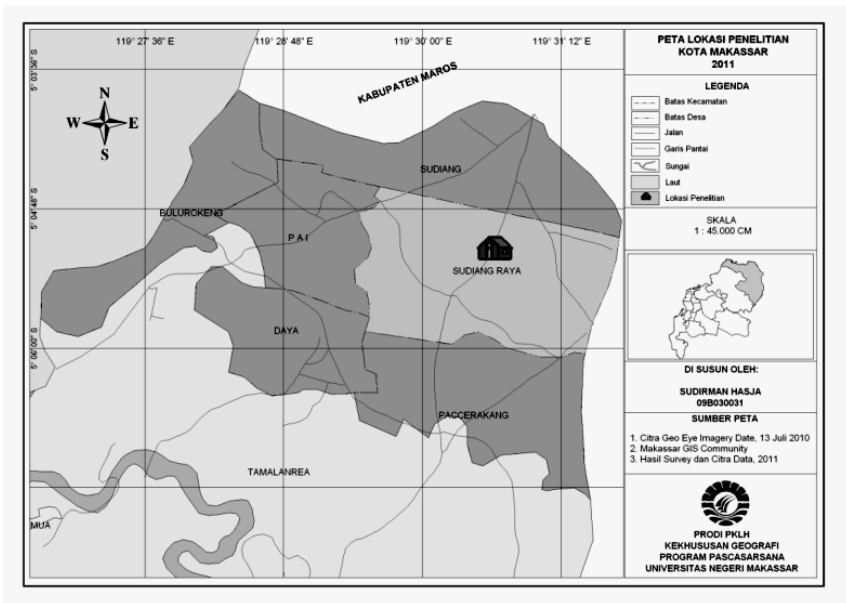 119° 27' 36" E
119° 28' 48" E
119° 30' 00" E
119° 31' 12" E
5° 03'36" S
5° 04'48" S
5° 06'00" S
N
W
E
S
KABUPATEN MAROS
SUDIANG
BULUROKENG
P A I
SUDIANG RAYA
DAYA
PACCERAKANG
TAMALANREA
MUA
PETA LOKASI PENELITIAN
KOTA MAKASSAR
2011
LEGENDA
Batas Kecamatan
Batas Desa
Jalan
Garis Pantai
Sungai
Laut
Lokasi Penelitian
SKALA
1 : 45.000 CM
DI SUSUN OLEH:
SUDIRMAN HASJA
09B030031
SUMBER PETA
1. Citra Geo Eye Imagery Date, 13 Juli 2010
2. Makassar GIS Community
3. Hasil Survey dan Citra Data, 2011
PRODI PKLH
KEKHUSUSAN GEOGRAFI
PROGRAM PASCASARSANA
UNIVERSITAS NEGERI MAKASSAR